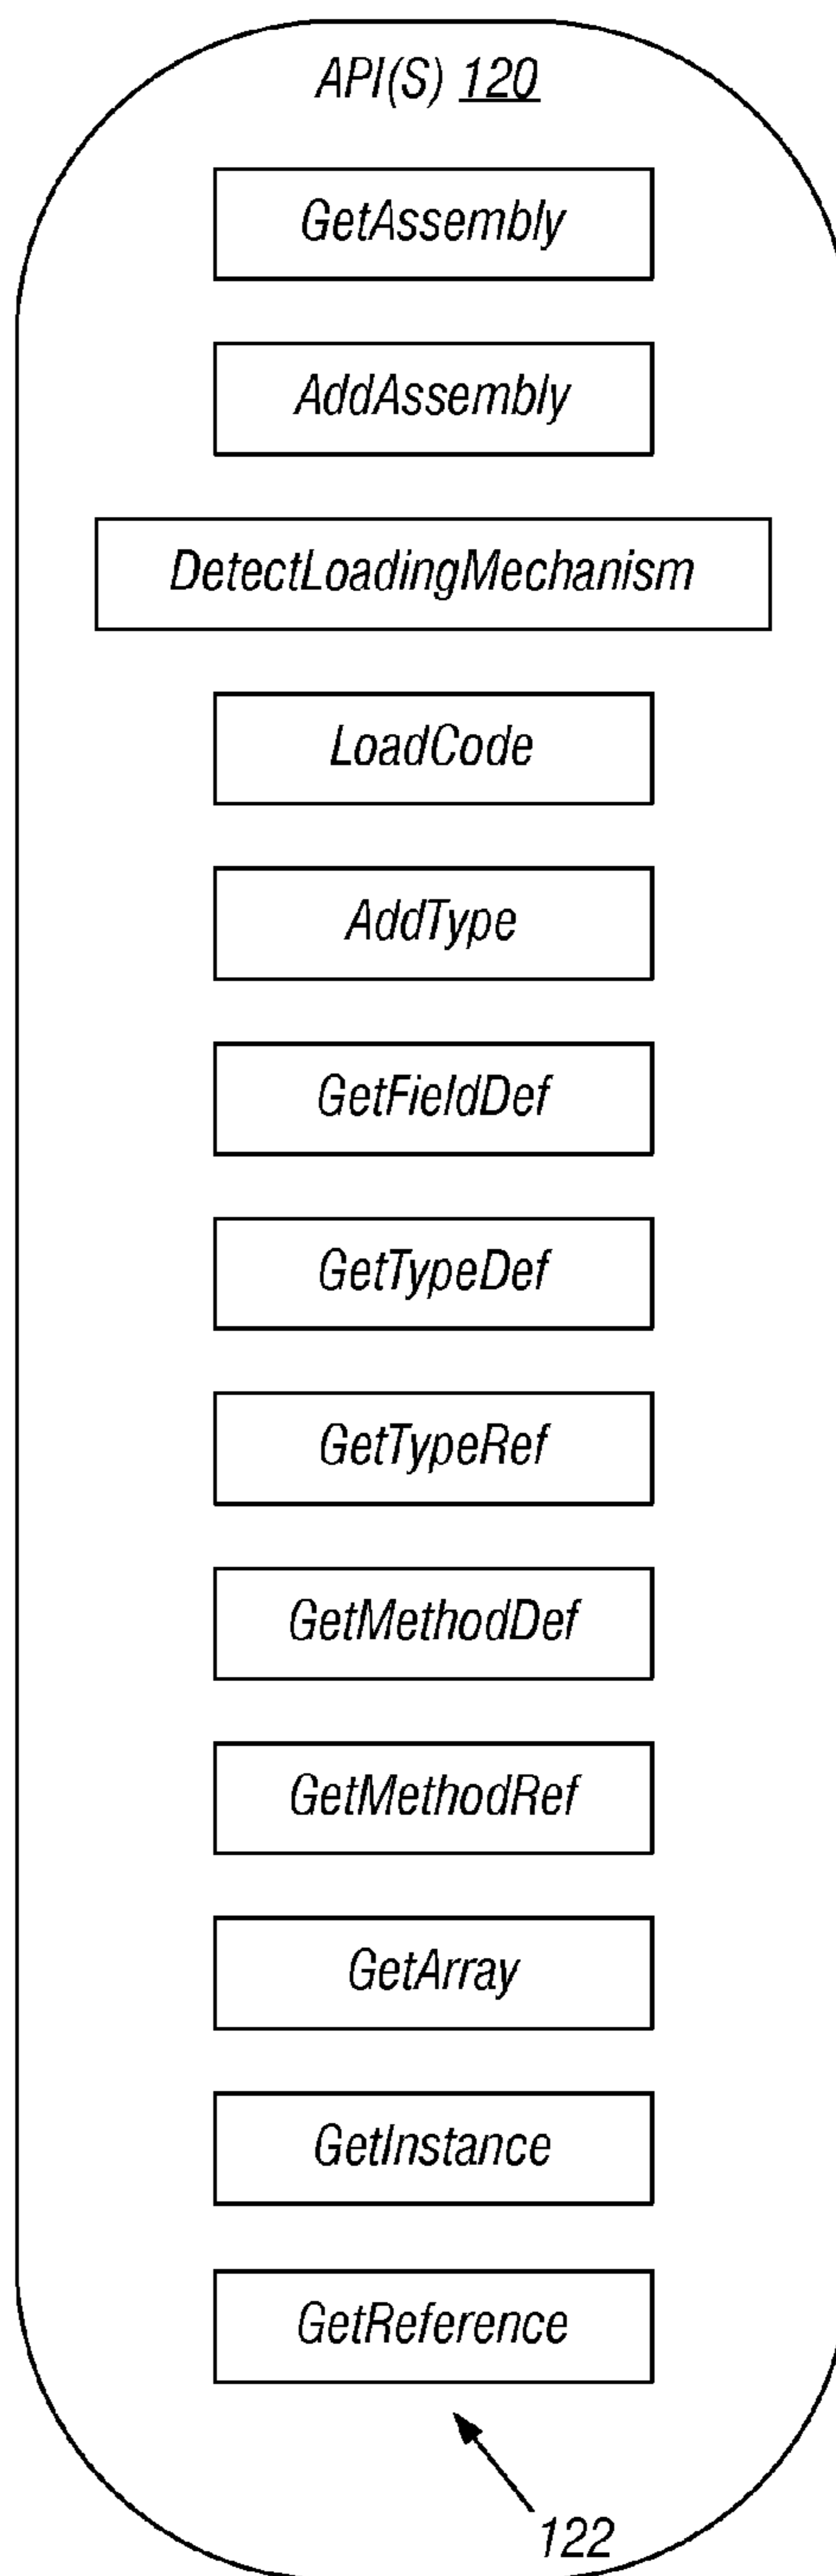 API(S) 120
GetAssembly
AddAssembly
DetectLoadingMechanism
LoadCode
AddType
GetFieldDef
GetTypeDef
GetTypeRef
GetMethodDef
GetMethodRef
GetArray
GetInstance
GetReference
122